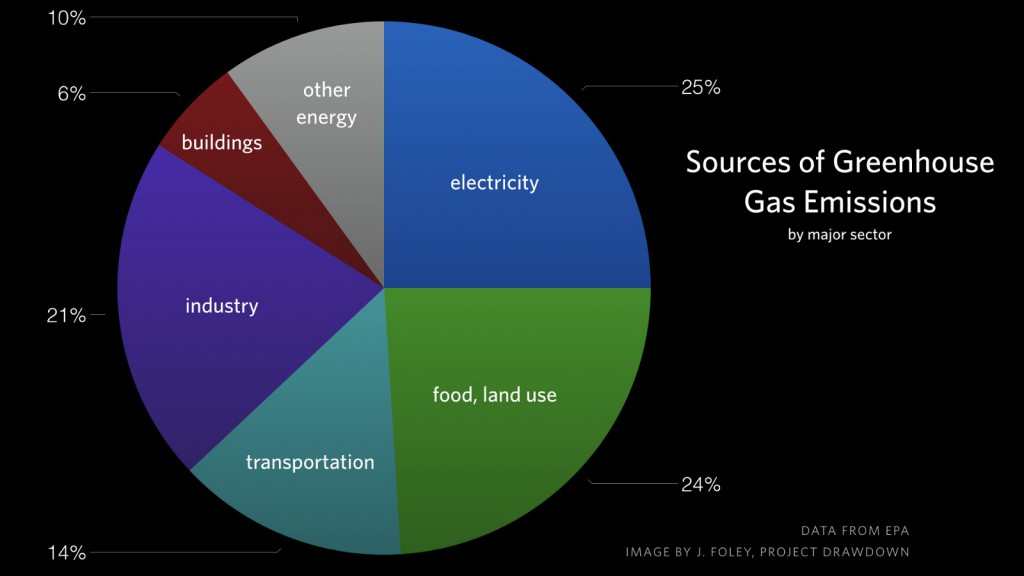 10%
6%
25%
other
energy
buildings
electricity
Sources of Greenhouse
Gas Emissions
by major sector
industry
21%
food, land use
transportation
24%
14%
DATA FROM EPA
IMAGE BY J. FOLEY, PROJECT DRAWDOWN